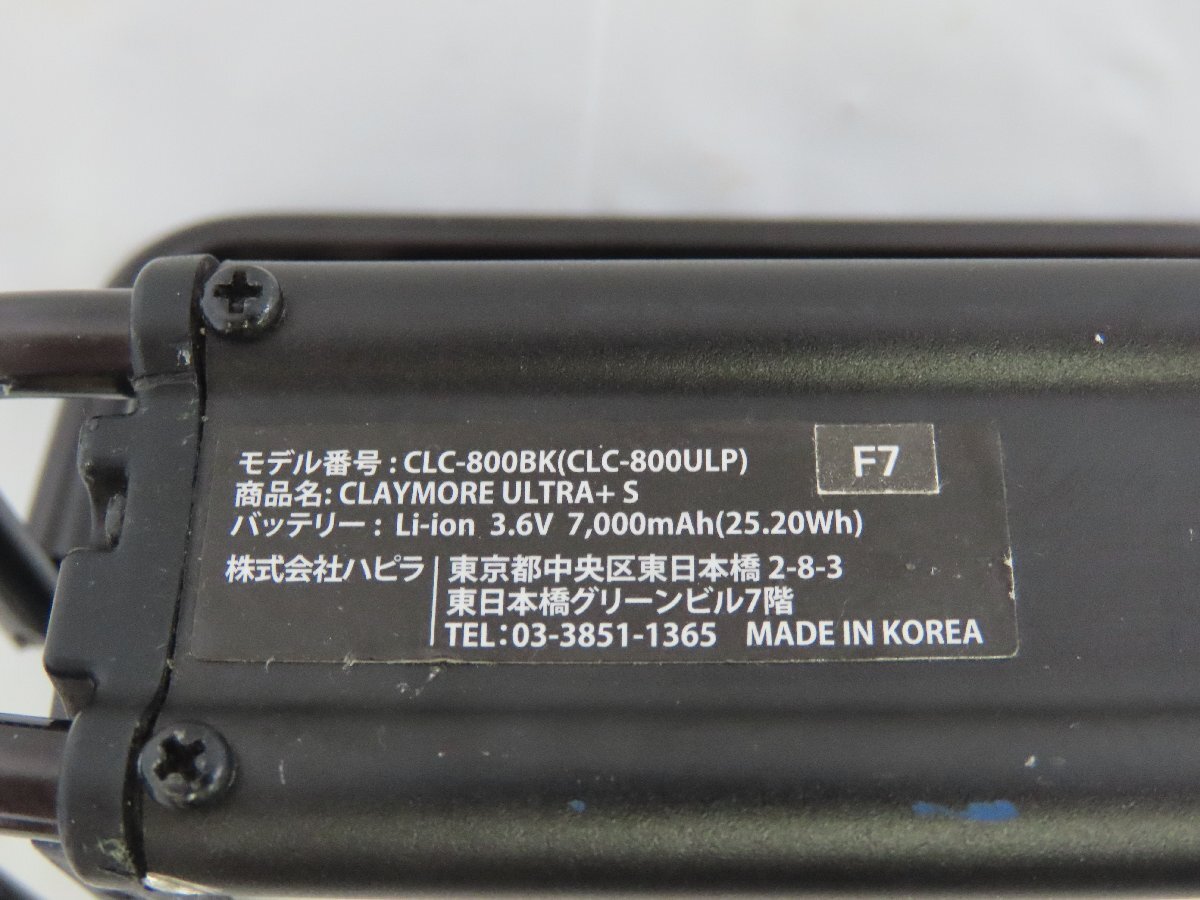 モデル番号 : CLC-800BK(CLC-800ULP)
F7
商品名: CLAYMORE ULTRA+ S
バッテリー : Li-ion 3.6V 7,000mAh(25.20Wh)
株式会社ハピラ
東京都中央区東日本橋 2-8-3
東日本橋グリーンビル7階
TEL:03-3851-1365 MADE IN KOREA